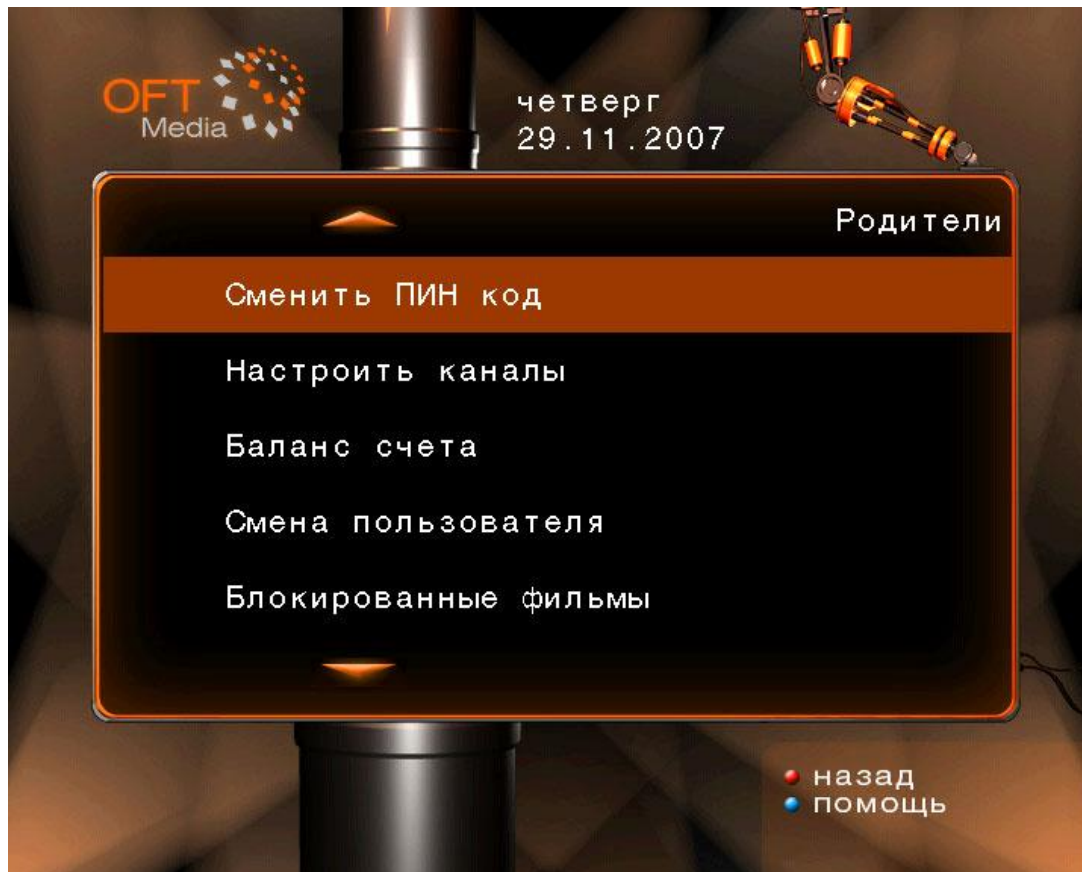 OFT
Media
четверг
29.11.2007
Родители
Сменить ПИН код
Настроить каналы
Баланс счета
Смена пользователя
Блокированные фильмы
назад
помощь